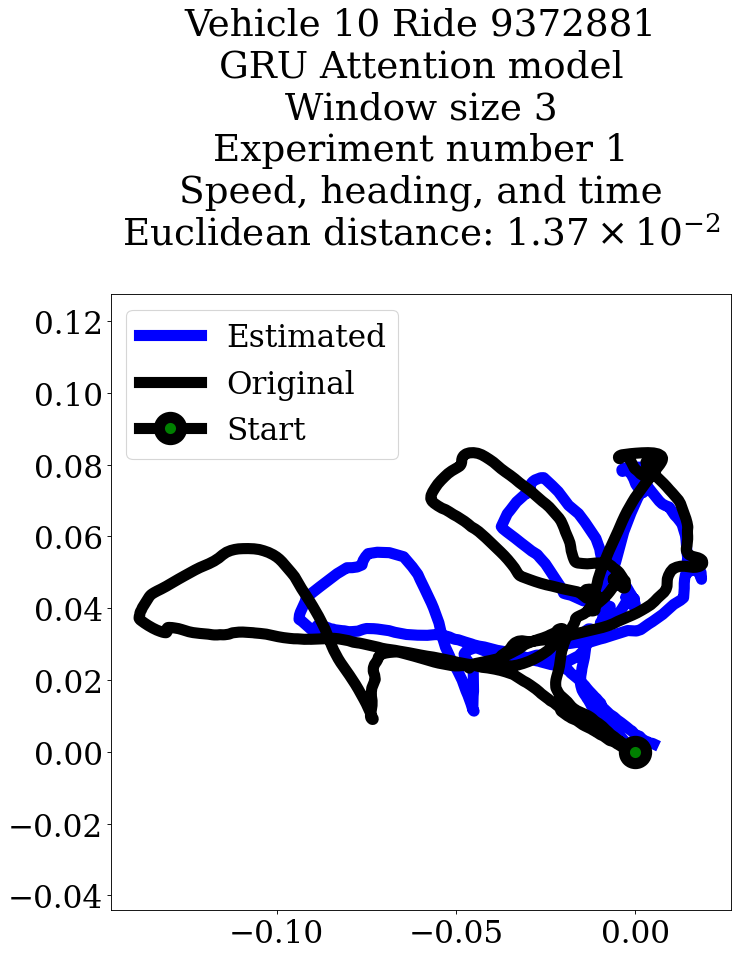 Vehicle 10 Ride 9372881
GRU Attention model
Window size 3
Experiment number 1
Speed, heading, and time
Euclidean distance: 1.37 × 10⁻²
Estimated
Original
Start
0.12
0.10
0.08
0.06
0.04
0.02
0.00
−0.02
−0.04
−0.10
−0.05
0.00